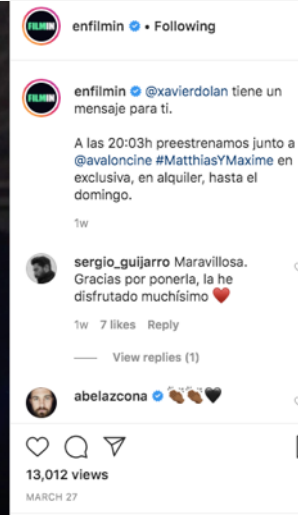 FILMIN
enfilmin • Following
FILMIN
enfilmin @xavierdolan tiene un
mensaje para ti.
A las 20:03h preestrenamos junto a
@avaloncine #MatthiasYMaxime en
exclusiva, en alquiler, hasta el
domingo.
1w
sergio_guijarro Maravillosa.
Gracias por ponerla, la he
disfrutado muchísimo ❤️
1w 7 likes Reply
View replies (1)
abelazcona 👏🏾👏🏾🖤
13,012 views
MARCH 27